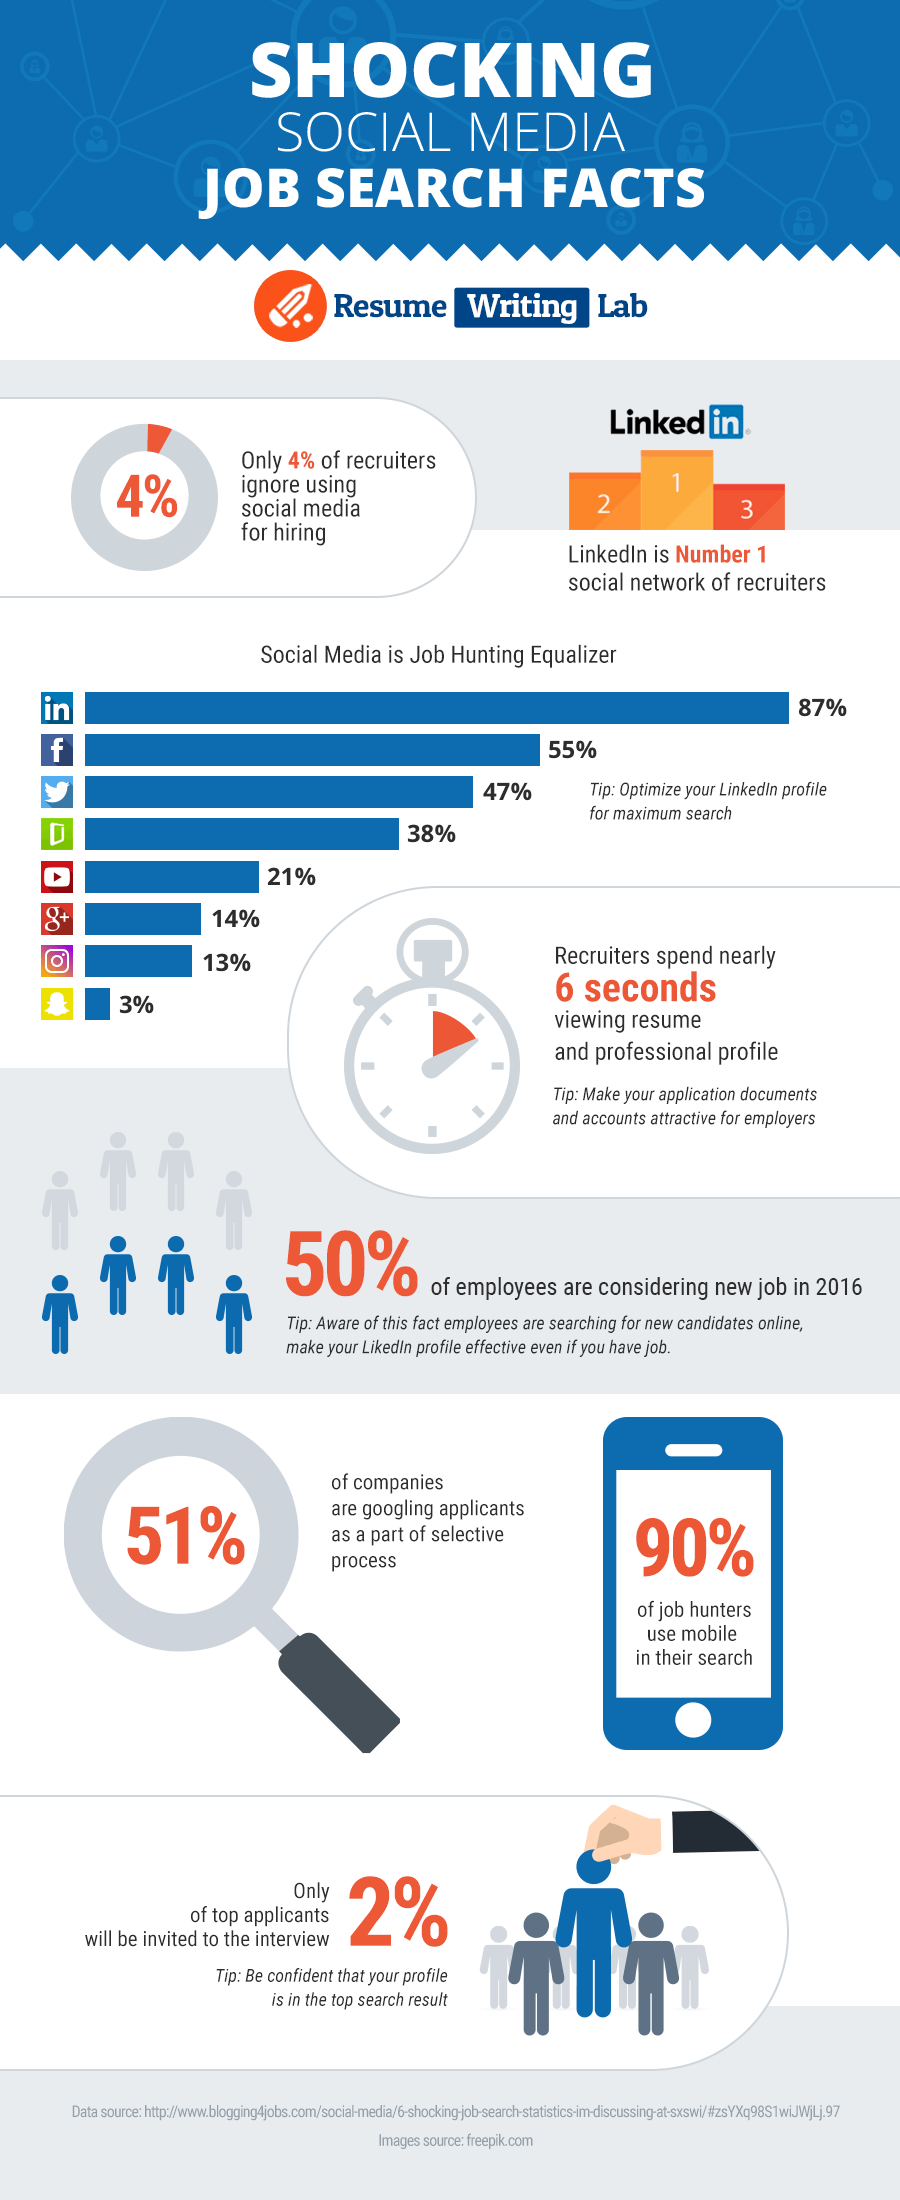 SHOCKING
SOCIAL MEDIA
JOB SEARCH FACTS
Resume Writing Lab
4%
Only 4% of recruiters
ignore using
social media
for hiring
Linked in
2
1
3
LinkedIn is Number 1
social network of recruiters
Social Media is Job Hunting Equalizer
in 87%
f 55%
47%
Tip: Optimize your LinkedIn profile
for maximum search
38%
21%
g+ 14%
13%
3%
Recruiters spend nearly
6 seconds
viewing resume
and professional profile
Tip: Make your application documents
and accounts attractive for employers
50% of employees are considering new job in 2016
Tip: Aware of this fact employees are searching for new candidates online,
make your LikedIn profile effective even if you have job.
51%
of companies
are googling applicants
as a part of selective
process
90%
of job hunters
use mobile
in their search
Only
of top applicants
will be invited to the interview
2%
Tip: Be confident that your profile
is in the top search result
Data source: http://www.blogging4jobs.com/social-media/6-shocking-job-search-statistics-im-discussing-at-sxswi/#zsYXq98S1wiJWjLj.97
Images source: freepik.com